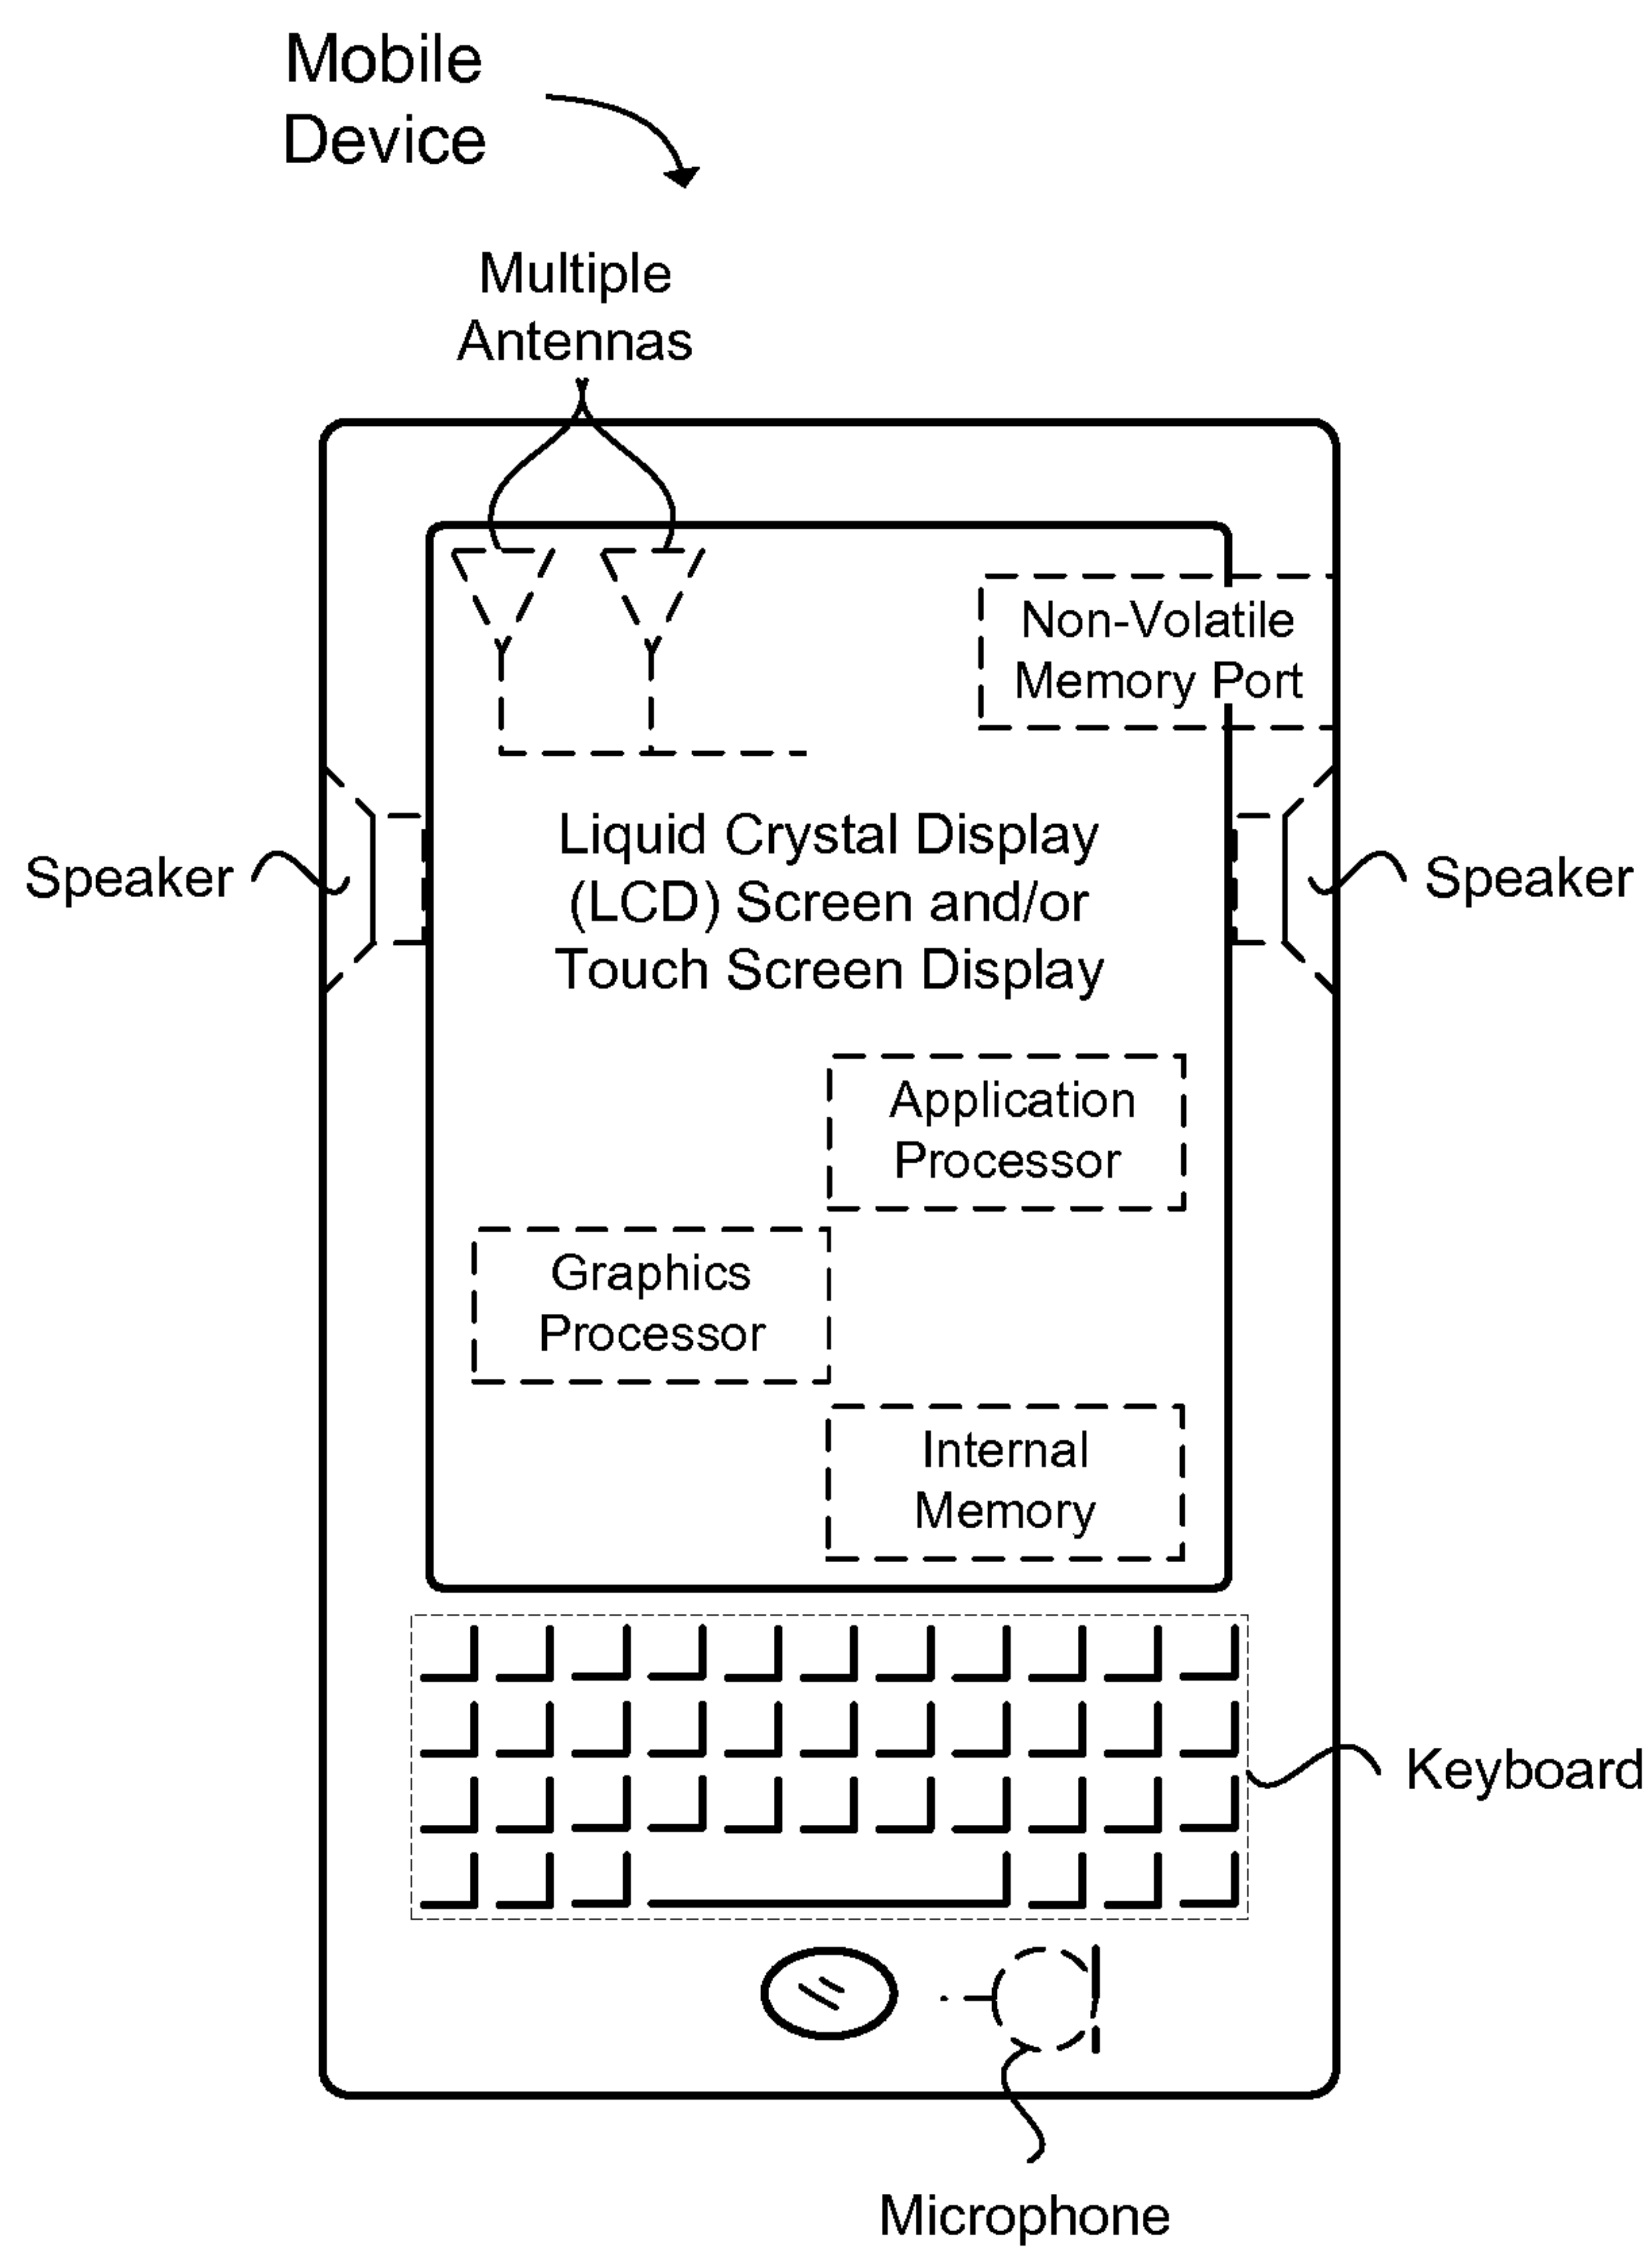 Mobile
Device
Multiple
Antennas
Non-Volatile
Memory Port
Liquid Crystal Display
(LCD) Screen and/or
Touch Screen Display
Speaker
Speaker
Application
Processor
Graphics
Processor
Internal
Memory
Keyboard
Microphone